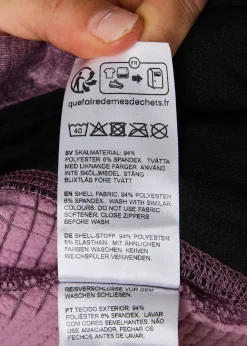 FR
quefairedemesdechets.fr
40
SV SKALMATERIAL: 94%
POLYESTER 6% SPANDEX. TVÄTTA
MED LIKNANDE FÄRGER. ANVÄND
INTE SKÖLJMEDEL. STÄNG
BLIXTLÅS FÖRE TVÄTT.
EN SHELL FABRIC: 94% POLYESTER
6% SPANDEX. WASH WITH SIMILAR
COLOURS. DO NOT USE FABRIC
SOFTENER. CLOSE ZIPPERS
BEFORE WASH.
DE SHELL-STOFF: 94% POLYESTER
6% ELASTHAN. MIT ÄHNLICHEN
FARBEN WASCHEN. KEINEN
WEICHSPÜLER VERWENDEN.
REISVERSCHLÜSSE VOR DEM
WASCHEN SCHLIESSEN.
PT TECIDO EXTERIOR: 94%
POLIÉSTER 6% SPANDEX. LAVAR
COM CORES SEMELHANTES. NÃO
USE AMACIADOR. FECHAR OS
FECHOS ANTES DE LAVAR.